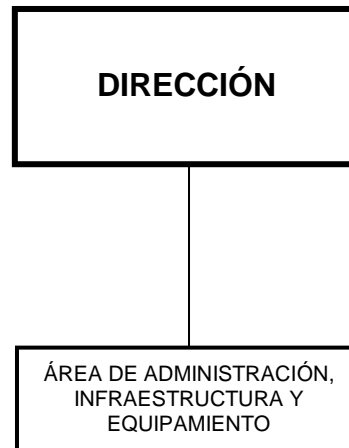 DIRECCIÓN
ÁREA DE ADMINISTRACIÓN,
INFRAESTRUCTURA Y
EQUIPAMIENTO